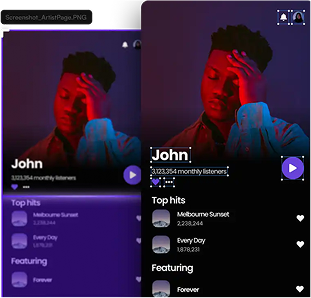 Screenshot_ArtistPage.PNG
John
3,123,354 monthly listeners
Top hits
Melbourne Sunset
2,238,244
Every Day
1,878,231
Featuring
Forever
John
3,123,354 monthly listeners
Top hits
Melbourne Sunset
2,238,244
Every Day
1,878,231
Featuring
Forever